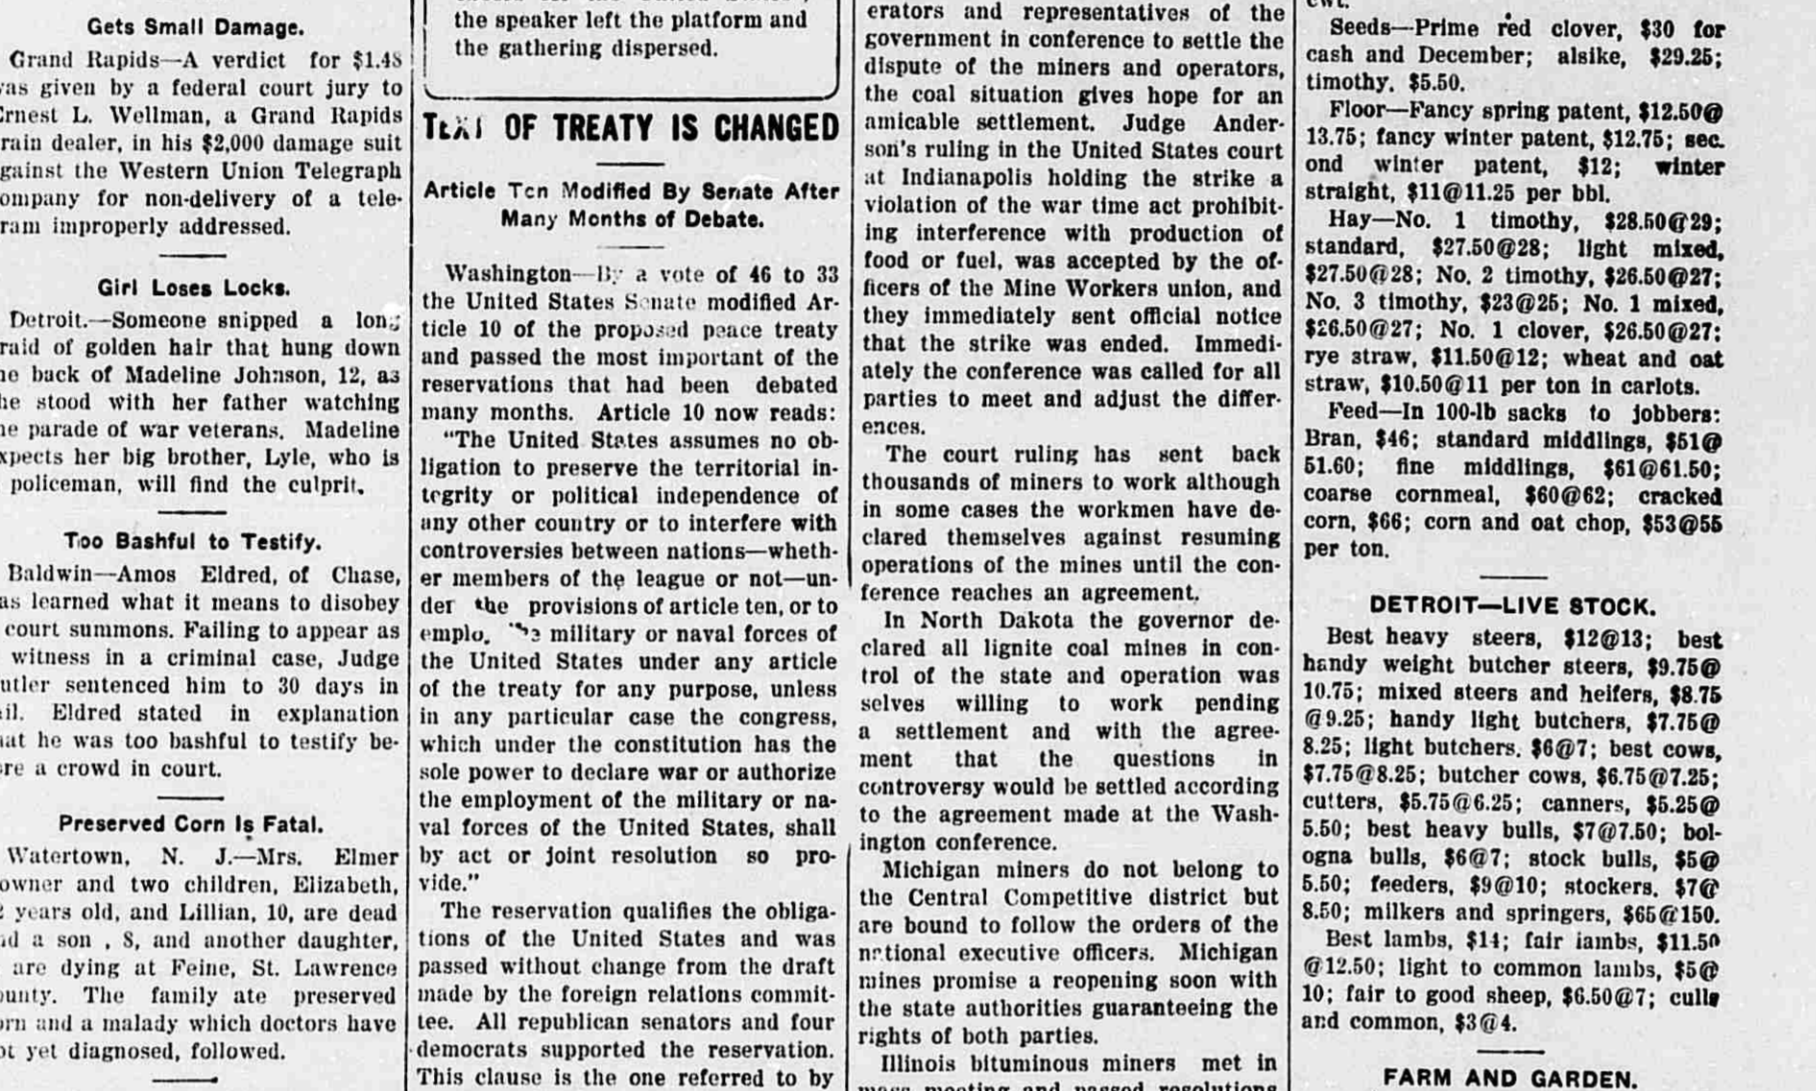 Gets Small Damage.
Grand Rapids—A verdict for $1.48
was given by a federal court jury to
Ernest L. Wellman, a Grand Rapids
rain dealer, in his $2,000 damage suit
gainst the Western Union Telegraph
ompany for non-delivery of a tele-
ram improperly addressed.
Girl Loses Locks.
Detroit.—Someone snipped a long
raid of golden hair that hung down
he back of Madeline Johnson, 12, as
he stood with her father watching
he parade of war veterans. Madeline
xpects her big brother, Lyle, who is
policeman, will find the culprit.
Too Bashful to Testify.
Baldwin—Amos Eldred, of Chase,
as learned what it means to disobey
court summons. Failing to appear as
witness in a criminal case, Judge
utler sentenced him to 30 days in
ail. Eldred stated in explanation
hat he was too bashful to testify be-
re a crowd in court.
Preserved Corn Is Fatal.
Watertown, N. J.—Mrs. Elmer
owner and two children, Elizabeth,
2 years old, and Lillian, 10, are dead
nd a son , 8, and another daughter,
are dying at Feine, St. Lawrence
ounty. The family ate preserved
orn and a malady which doctors have
ot yet diagnosed, followed.
the speaker left the platform and
the gathering dispersed.
TEXT OF TREATY IS CHANGED
Article Ten Modified By Senate After
Many Months of Debate.
Washington—By a vote of 46 to 33
the United States Senate modified Ar-
ticle 10 of the proposed peace treaty
and passed the most important of the
reservations that had been debated
many months. Article 10 now reads:
"The United States assumes no ob-
ligation to preserve the territorial in-
tegrity or political independence of
any other country or to interfere with
controversies between nations—wheth-
er members of the league or not—un-
der the provisions of article ten, or to
emplo. the military or naval forces of
the United States under any article
of the treaty for any purpose, unless
in any particular case the congress,
which under the constitution has the
sole power to declare war or authorize
the employment of the military or na-
val forces of the United States, shall
by act or joint resolution so pro-
vide."
The reservation qualifies the obliga-
tions of the United States and was
passed without change from the draft
made by the foreign relations commit-
tee. All republican senators and four
democrats supported the reservation.
This clause is the one referred to by
erators and representatives of the
government in conference to settle the
dispute of the miners and operators,
the coal situation gives hope for an
amicable settlement. Judge Ander-
son's ruling in the United States court
at Indianapolis holding the strike a
violation of the war time act prohibit-
ing interference with production of
food or fuel, was accepted by the of-
ficers of the Mine Workers union, and
they immediately sent official notice
that the strike was ended. Immedi-
ately the conference was called for all
parties to meet and adjust the differ-
ences.
The court ruling has sent back
thousands of miners to work although
in some cases the workmen have de-
clared themselves against resuming
operations of the mines until the con-
ference reaches an agreement.
In North Dakota the governor de-
clared all lignite coal mines in con-
trol of the state and operation was
selves willing to work pending
a settlement and with the agree-
ment that the questions in
controversy would be settled according
to the agreement made at the Wash-
ington conference.
Michigan miners do not belong to
the Central Competitive district but
are bound to follow the orders of the
national executive officers. Michigan
mines promise a reopening soon with
the state authorities guaranteeing the
rights of both parties.
Illinois bituminous miners met in
mass meeting and passed resolutions
cwt.
Seeds—Prime red clover, $30 for
cash and December; alsike, $29.25;
timothy. $5.50.
Floor—Fancy spring patent, $12.50@
13.75; fancy winter patent, $12.75; sec.
ond winter patent, $12; winter
straight, $11@11.25 per bbl.
Hay—No. 1 timothy, $28.50@29;
standard, $27.50@28; light mixed,
$27.50@28; No. 2 timothy, $26.50@27;
No. 3 timothy, $23@25; No. 1 mixed,
$26.50@27; No. 1 clover, $26.50@27;
rye straw, $11.50@12; wheat and oat
straw, $10.50@11 per ton in carlots.
Feed—In 100-lb sacks to jobbers:
Bran, $46; standard middlings, $51@
51.60; fine middlings, $61@61.50;
coarse cornmeal, $60@62; cracked
corn, $66; corn and oat chop, $53@55
per ton.
DETROIT—LIVE STOCK.
Best heavy steers, $12@13; best
handy weight butcher steers, $9.75@
10.75; mixed steers and heifers, $8.75
@9.25; handy light butchers, $7.75@
8.25; light butchers. $6@7; best cows,
$7.75@8.25; butcher cows, $6.75@7.25;
cutters, $5.75@6.25; canners, $5.25@
5.50; best heavy bulls, $7@7.50; bol-
ogna bulls, $6@7; stock bulls, $5@
5.50; feeders, $9@10; stockers. $7@
8.50; milkers and springers, $65@150.
Best lambs, $14; fair lambs, $11.50
@12.50; light to common lambs, $5@
10; fair to good sheep, $6.50@7; culls
and common, $3@4.
FARM AND GARDEN.